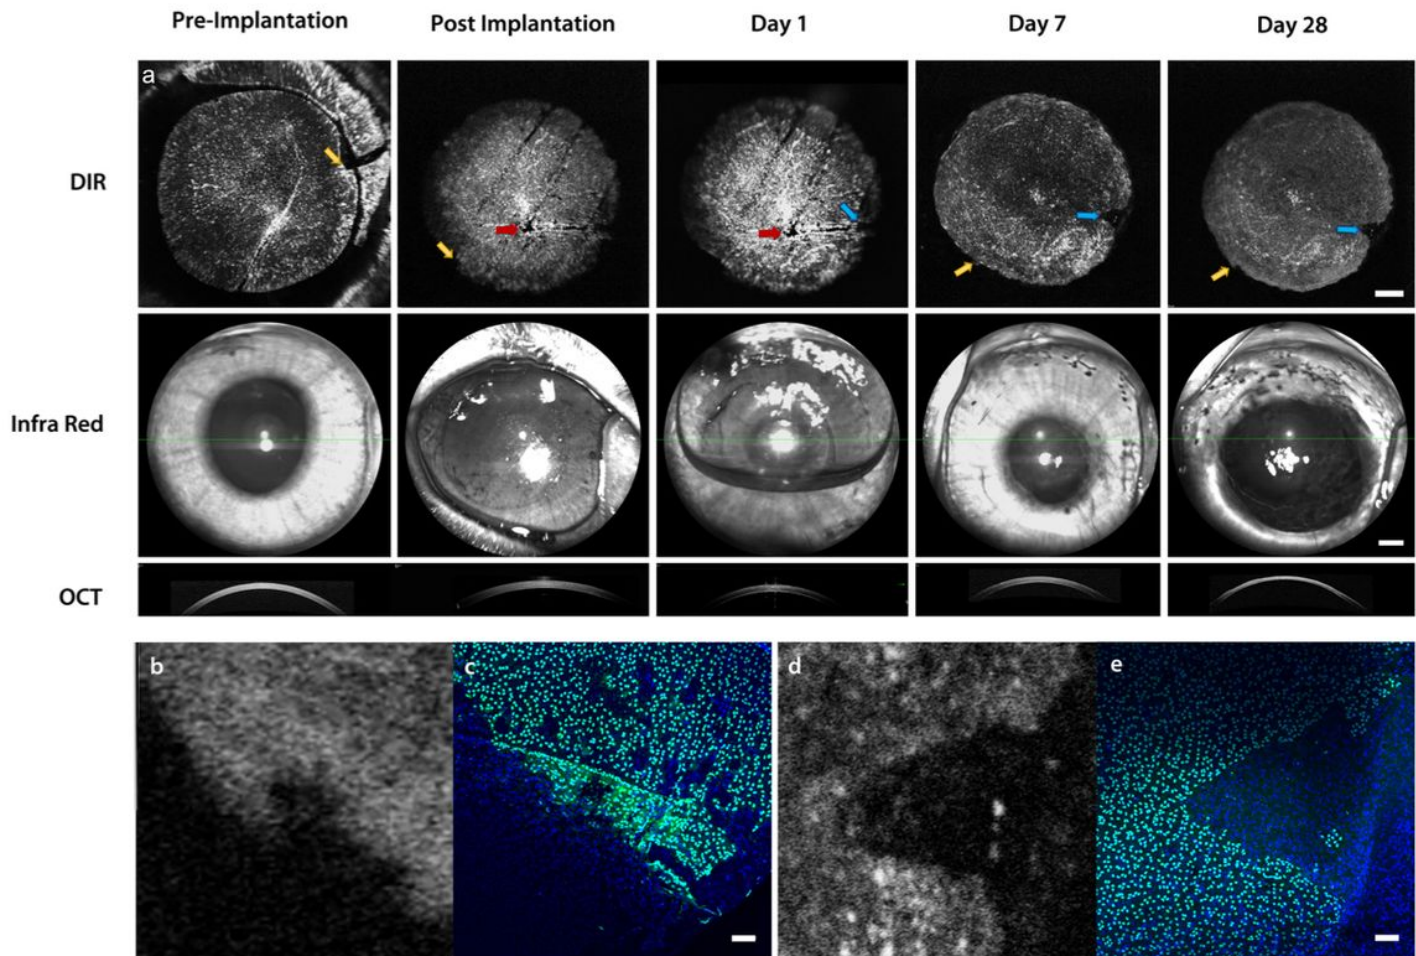 Pre-Implantation Post Implantation Day 1 Day 7 Day 28
a
DIR
Infra Red
OCT
b c d e